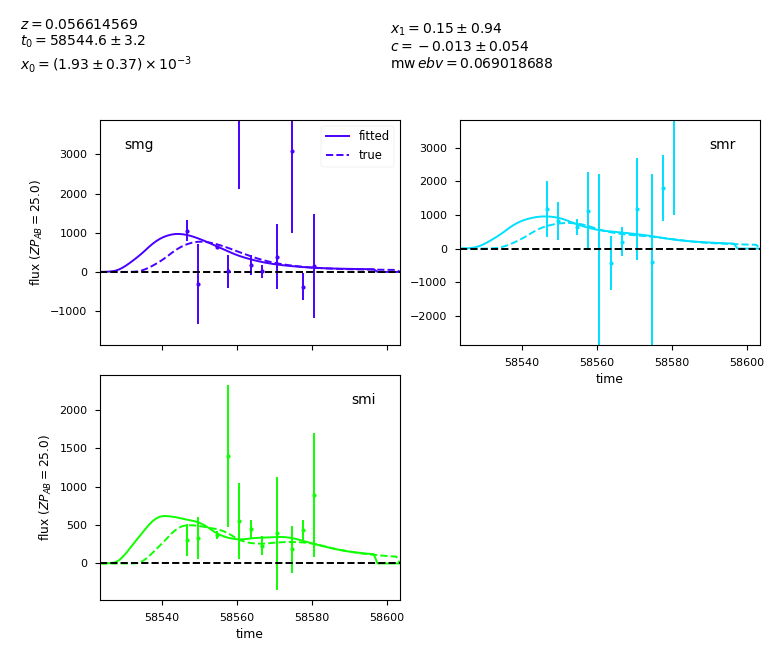 z = 0.056614569
t₀ = 58544.6 ± 3.2
x₀ = (1.93 ± 0.37) × 10⁻³
x₁ = 0.15 ± 0.94
c = −0.013 ± 0.054
mw ebv = 0.069018688
smg
fitted
true
3000
2000
1000
0
−1000
flux (ZP_AB = 25.0)
smr
3000
2000
1000
0
−1000
−2000
58540 58560 58580 58600
time
smi
2000
1500
1000
500
0
flux (ZP_AB = 25.0)
58540 58560 58580 58600
time